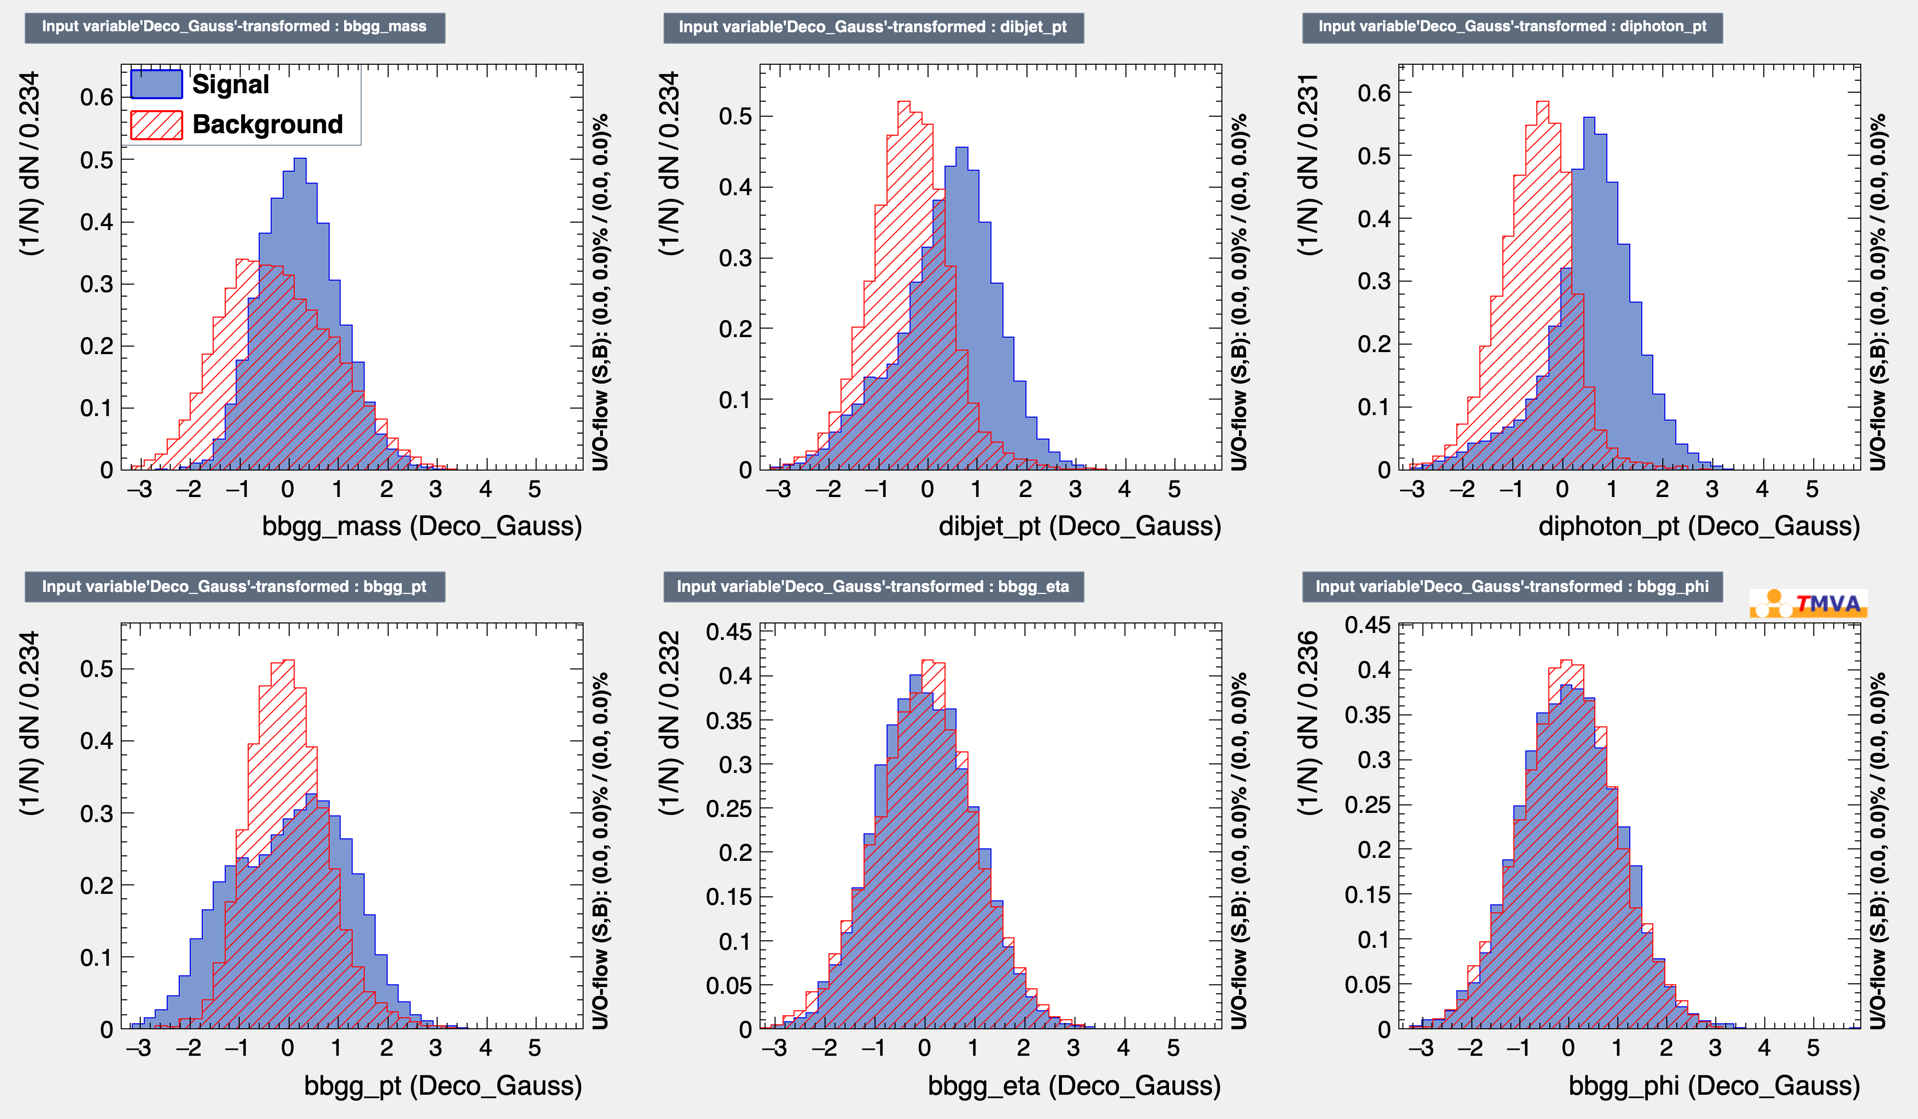 Input variable'Deco_Gauss'-transformed : bbgg_mass
(1/N) dN / 0.234
0.6
0.5
0.4
0.3
0.2
0.1
0
Signal
Background
U/O-flow (S,B): (0.0, 0.0)% / (0.0, 0.0)%
−3 −2 −1 0 1 2 3 4 5
bbgg_mass (Deco_Gauss)
Input variable'Deco_Gauss'-transformed : dibjet_pt
(1/N) dN / 0.234
0.5
0.4
0.3
0.2
0.1
0
U/O-flow (S,B): (0.0, 0.0)% / (0.0, 0.0)%
−3 −2 −1 0 1 2 3 4 5
dibjet_pt (Deco_Gauss)
Input variable'Deco_Gauss'-transformed : diphoton_pt
(1/N) dN / 0.231
0.6
0.5
0.4
0.3
0.2
0.1
0
U/O-flow (S,B): (0.0, 0.0)% / (0.0, 0.0)%
−3 −2 −1 0 1 2 3 4 5
diphoton_pt (Deco_Gauss)
Input variable'Deco_Gauss'-transformed : bbgg_pt
(1/N) dN / 0.234
0.5
0.4
0.3
0.2
0.1
0
U/O-flow (S,B): (0.0, 0.0)% / (0.0, 0.0)%
−3 −2 −1 0 1 2 3 4 5
bbgg_pt (Deco_Gauss)
Input variable'Deco_Gauss'-transformed : bbgg_eta
(1/N) dN / 0.232
0.45
0.4
0.35
0.3
0.25
0.2
0.15
0.1
0.05
0
U/O-flow (S,B): (0.0, 0.0)% / (0.0, 0.0)%
−3 −2 −1 0 1 2 3 4 5
bbgg_eta (Deco_Gauss)
Input variable'Deco_Gauss'-transformed : bbgg_phi
TMVA
(1/N) dN / 0.236
0.45
0.4
0.35
0.3
0.25
0.2
0.15
0.1
0.05
0
U/O-flow (S,B): (0.0, 0.0)% / (0.0, 0.0)%
−3 −2 −1 0 1 2 3 4 5
bbgg_phi (Deco_Gauss)